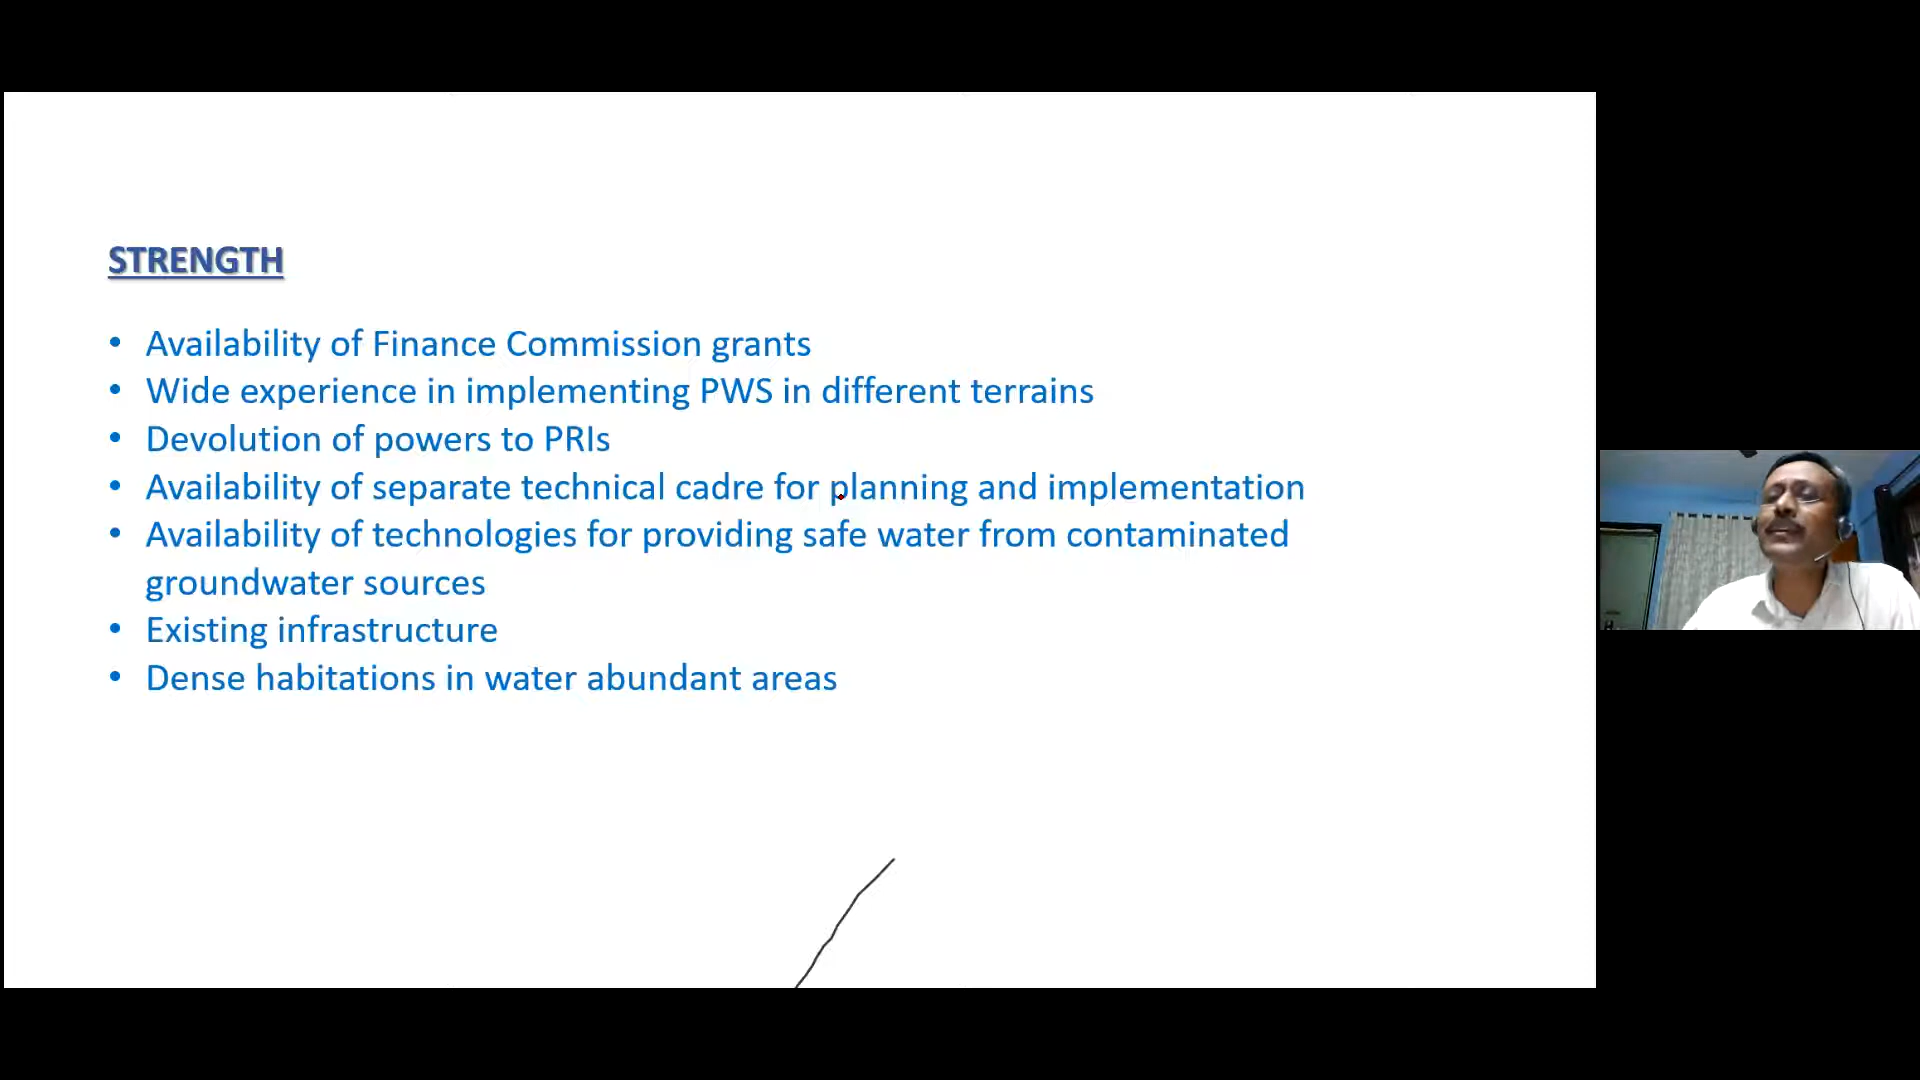 STRENGTH
• Availability of Finance Commission grants
• Wide experience in implementing PWS in different terrains
• Devolution of powers to PRIs
• Availability of separate technical cadre for planning and implementation
• Availability of technologies for providing safe water from contaminated
groundwater sources
• Existing infrastructure
• Dense habitations in water abundant areas